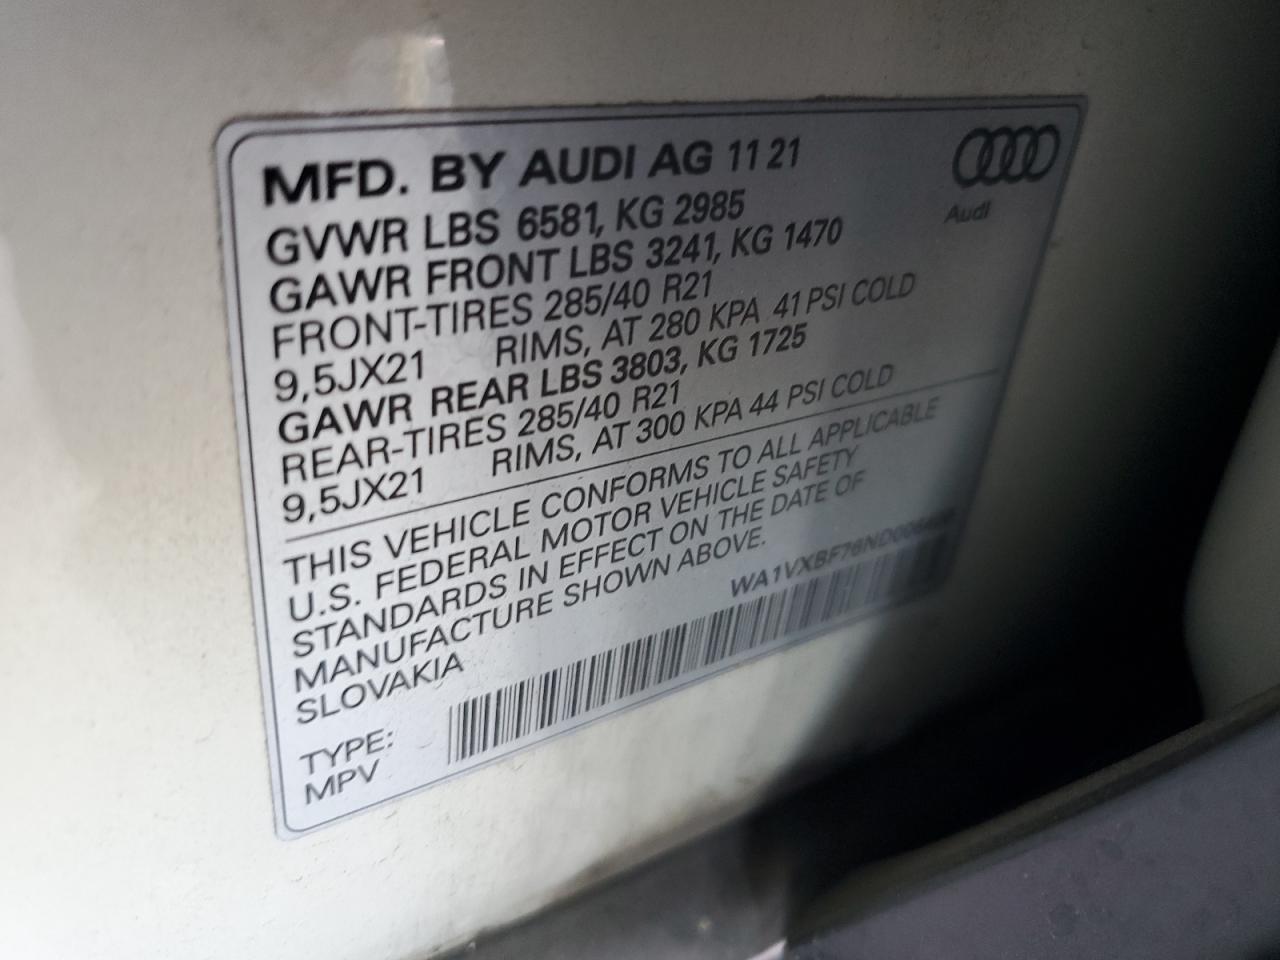 MFD. BY AUDI AG 11 21
Audi
GVWR LBS 6581, KG 2985
GAWR FRONT LBS 3241, KG 1470
FRONT-TIRES 285/40 R21
9,5JX21 RIMS, AT 280 KPA 41 PSI COLD
GAWR REAR LBS 3803, KG 1725
REAR-TIRES 285/40 R21
9,5JX21 RIMS, AT 300 KPA 44 PSI COLD
THIS VEHICLE CONFORMS TO ALL APPLICABLE
U.S. FEDERAL MOTOR VEHICLE SAFETY
STANDARDS IN EFFECT ON THE DATE OF
MANUFACTURE SHOWN ABOVE.
SLOVAKIA
TYPE:
MPV